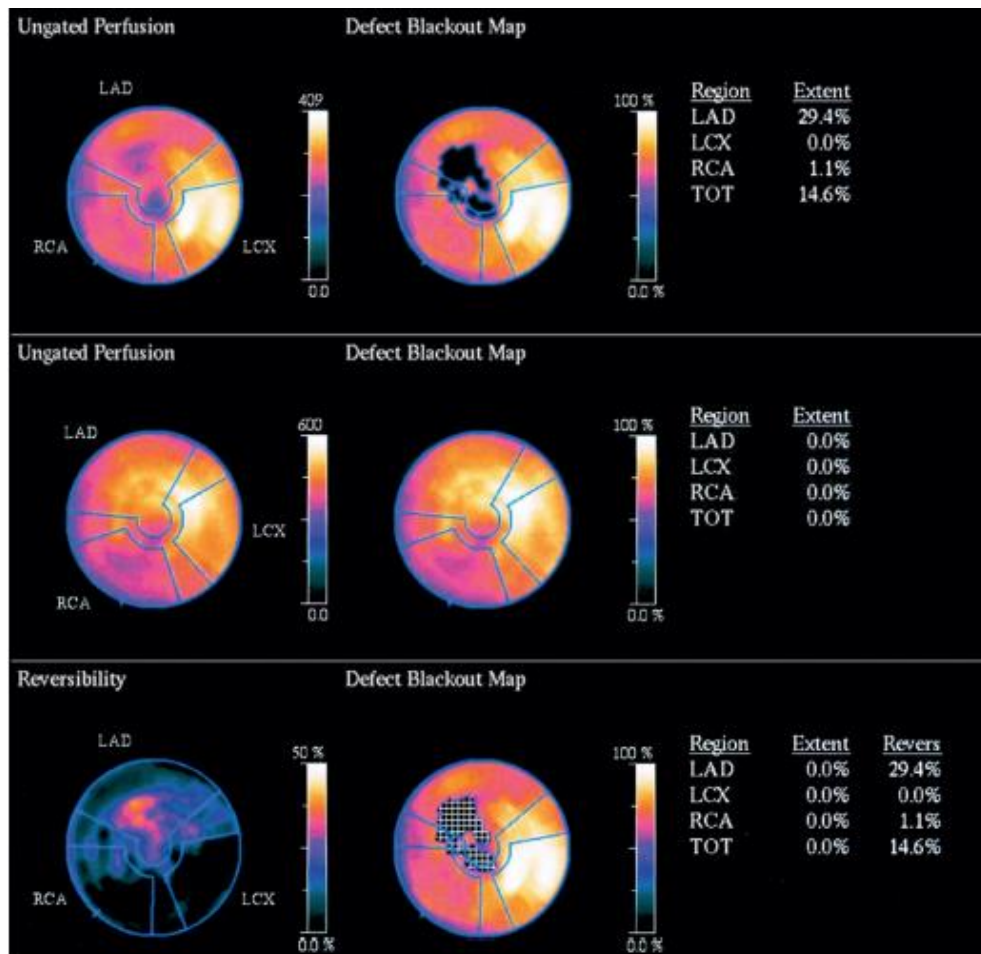 Ungated Perfusion Defect Blackout Map
LAD
409
100 %
Region Extent
LAD 29.4%
LCX 0.0%
RCA 1.1%
TOT 14.6%
RCA
LCX
0.0
0.0 %
Ungated Perfusion Defect Blackout Map
600
100 %
LAD
Region Extent
LAD 0.0%
LCX 0.0%
RCA 0.0%
TOT 0.0%
LCX
RCA
0.0
0.0 %
Reversibility Defect Blackout Map
LAD
50 %
100 %
Region Extent Revers
LAD 0.0% 29.4%
LCX 0.0% 0.0%
RCA 0.0% 1.1%
TOT 0.0% 14.6%
RCA
LCX
0.0 %
0.0 %